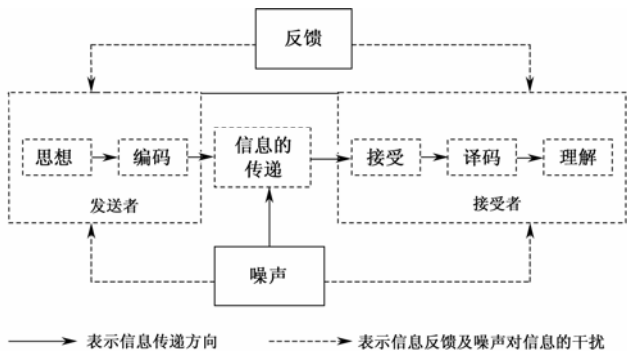 反馈
思想
编码
信息的
传递
接受
译码
理解
发送者
接受者
噪声
表示信息传递方向
表示信息反馈及噪声对信息的干扰